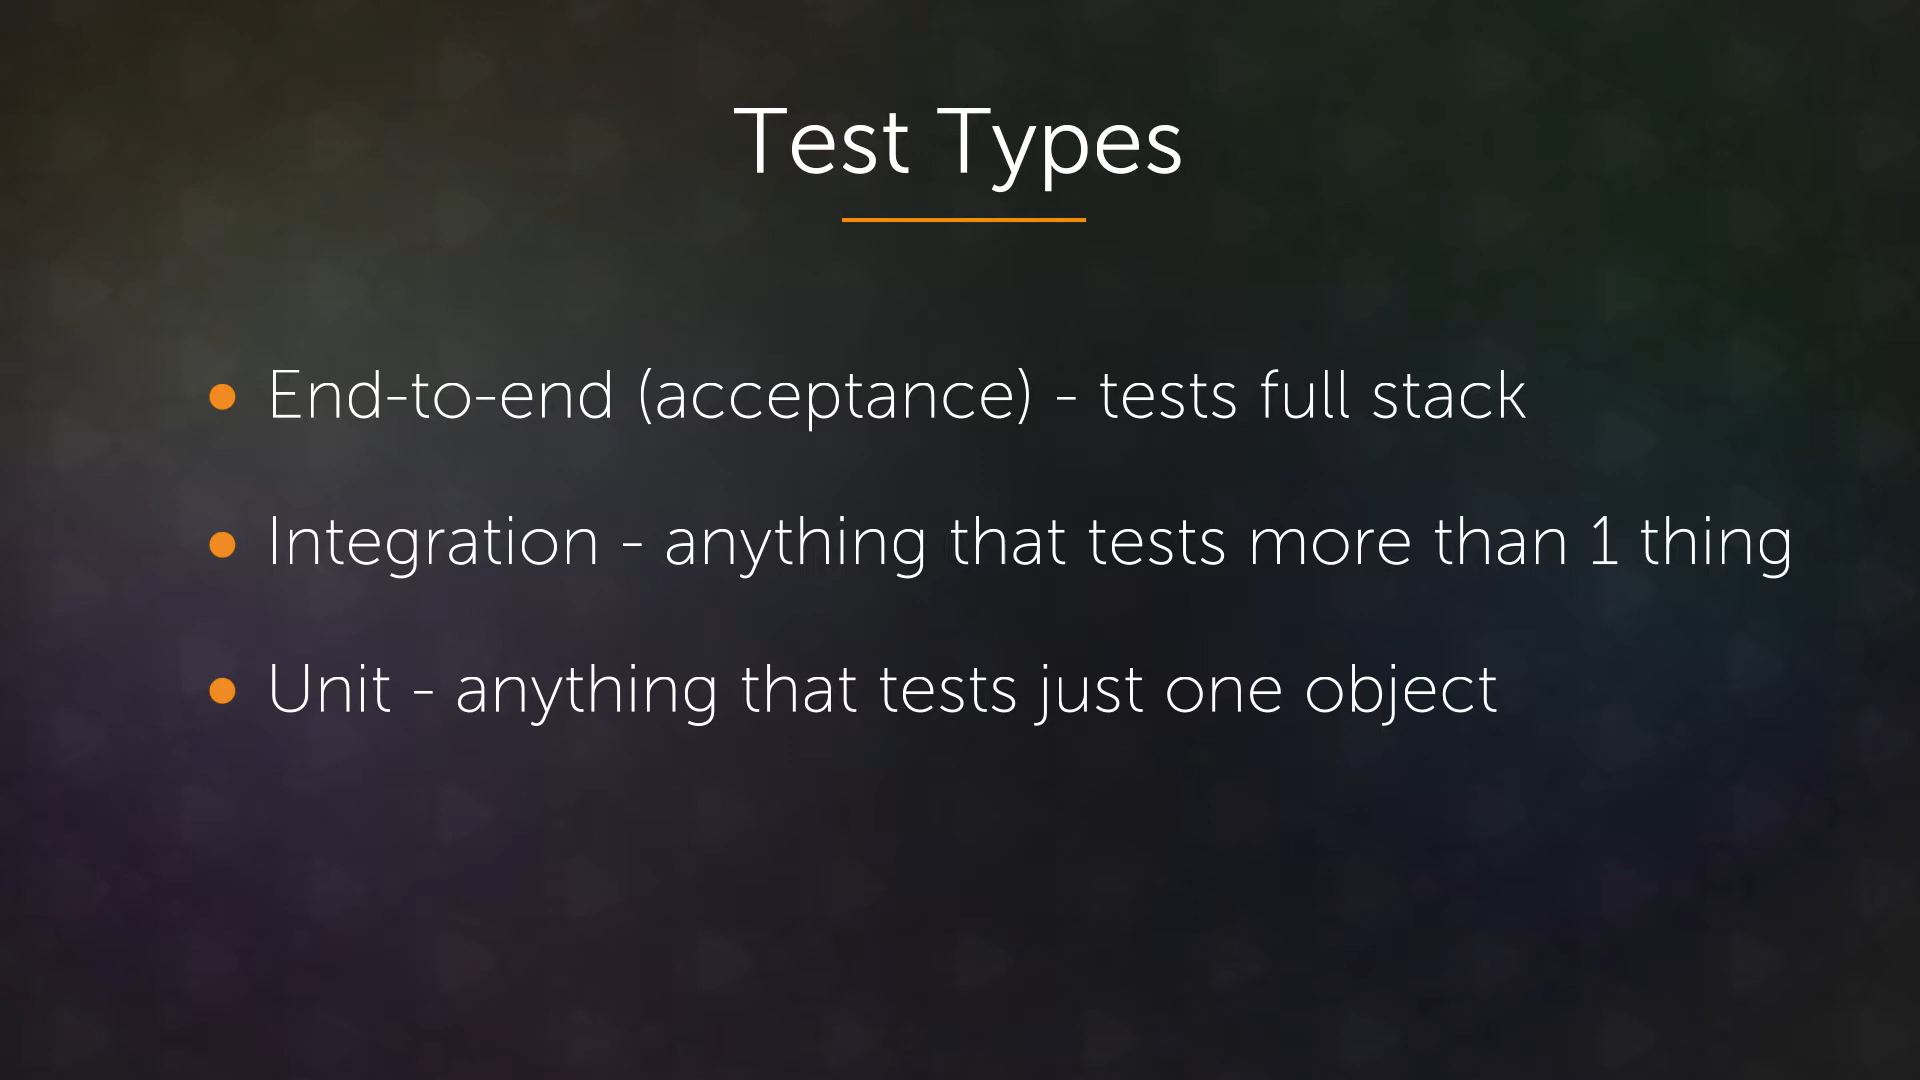 Test Types
End-to-end (acceptance) - tests full stack
Integration - anything that tests more than 1 thing
Unit - anything that tests just one object